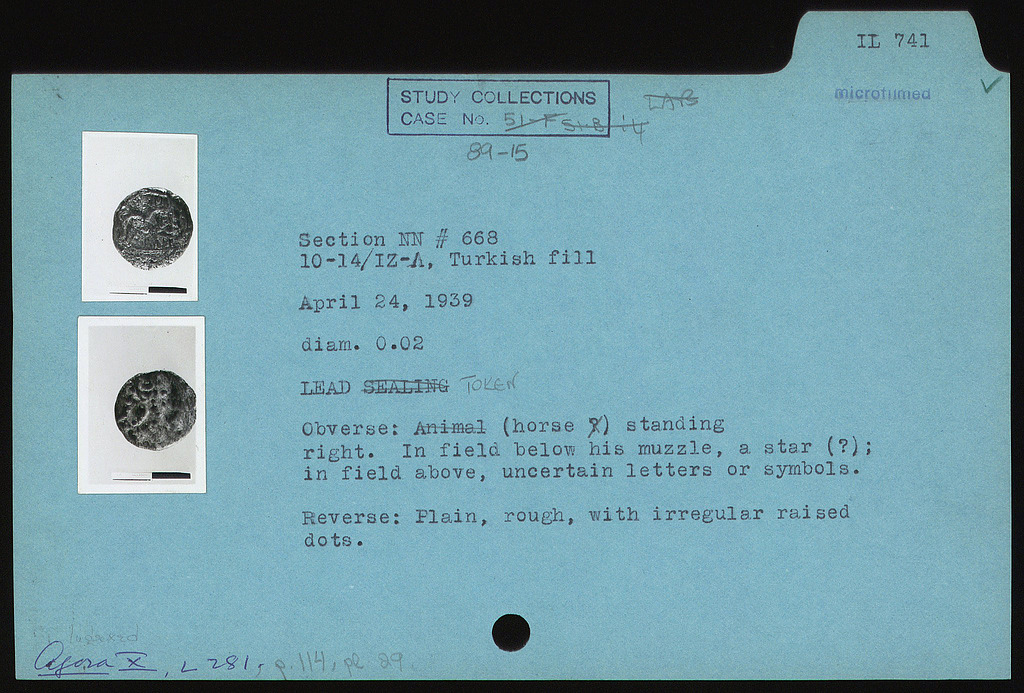 IL 741
microfilmed
STUDY COLLECTIONS
CASE No. 51-F 51-B 14
LAB
89-15
Section NN # 668
10-14/IZ-A, Turkish fill
April 24, 1939
diam. 0.02
LEAD SEALING TOKEN
Obverse: Animal (horse ?) standing
right. In field below his muzzle, a star (?);
in field above, uncertain letters or symbols.
Reverse: Plain, rough, with irregular raised
dots.
Indexed
Agora X, L 281, p. 114, pl 29.